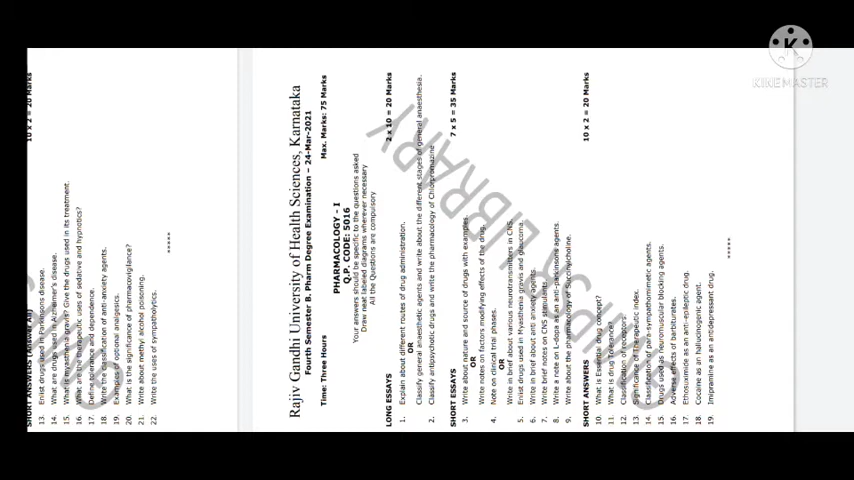 SHORT ANSWERS (Answer All)
10 x 2 = 20 Marks
13. Enlist drugs used in Parkinsons disease.
14. What are drugs used in Alzheimer's disease.
15. What is myasthenia gravis? Give the drugs used in its treatment.
16. What are the therapeutic uses of sedative and hypnotics?
17. Define tolerance and dependence.
18. Write the classification of anti-anxiety agents.
19. Examples of optional analgesics.
20. What is the significance of pharmacovigilance?
21. Write about methyl alcohol poisoning.
22. Write the uses of sympatholytics.
*****
Rajiv Gandhi University of Health Sciences, Karnataka
Fourth Semester B. Pharm Degree Examination – 24-Mar-2021
Time: Three Hours Max. Marks: 75 Marks
PHARMACOLOGY - I
Q.P. CODE: 5016
Your answers should be specific to the questions asked
Draw neat labeled diagrams wherever necessary
All the Questions are compulsory
LONG ESSAYS 2 x 10 = 20 Marks
1. Explain about different routes of drug administration.
OR
Classify general anaesthetic agents and write about the different stages of general anaesthesia.
2. Classify antipsychotic drugs and write the pharmacology of Chlorpromazine
SHORT ESSAYS 7 x 5 = 35 Marks
3. Write about nature and source of drugs with examples.
OR
Write notes on factors modifying effects of the drug.
4. Note on clinical trial phases.
OR
Write in brief about various neurotransmitters in CNS.
5. Enlist drugs used in Myasthenia gravis and glaucoma.
6. Write in brief about anti anxiety agents.
7. Write brief notes on CNS stimulants.
8. Write a note on L-dopa as an anti-parkinsons agents.
9. Write about the pharmacology of Succinylcholine.
SHORT ANSWERS 10 x 2 = 20 Marks
10. What is Essential drug concept?
11. What is drug tolerance?
12. Classification of receptors.
13. Significance of Therapeutic index.
14. Classification of para-sympathomimetic agents.
15. Drugs used as neuromuscular blocking agents.
16. Adverse effects of barbiturates.
17. Ethosuximide as an anti-epileptic drug.
18. Cocaine as an hallucinogenic agent.
19. Imipramine as an antidepressant drug.
*****
LIBRARY
K
KINEMASTER